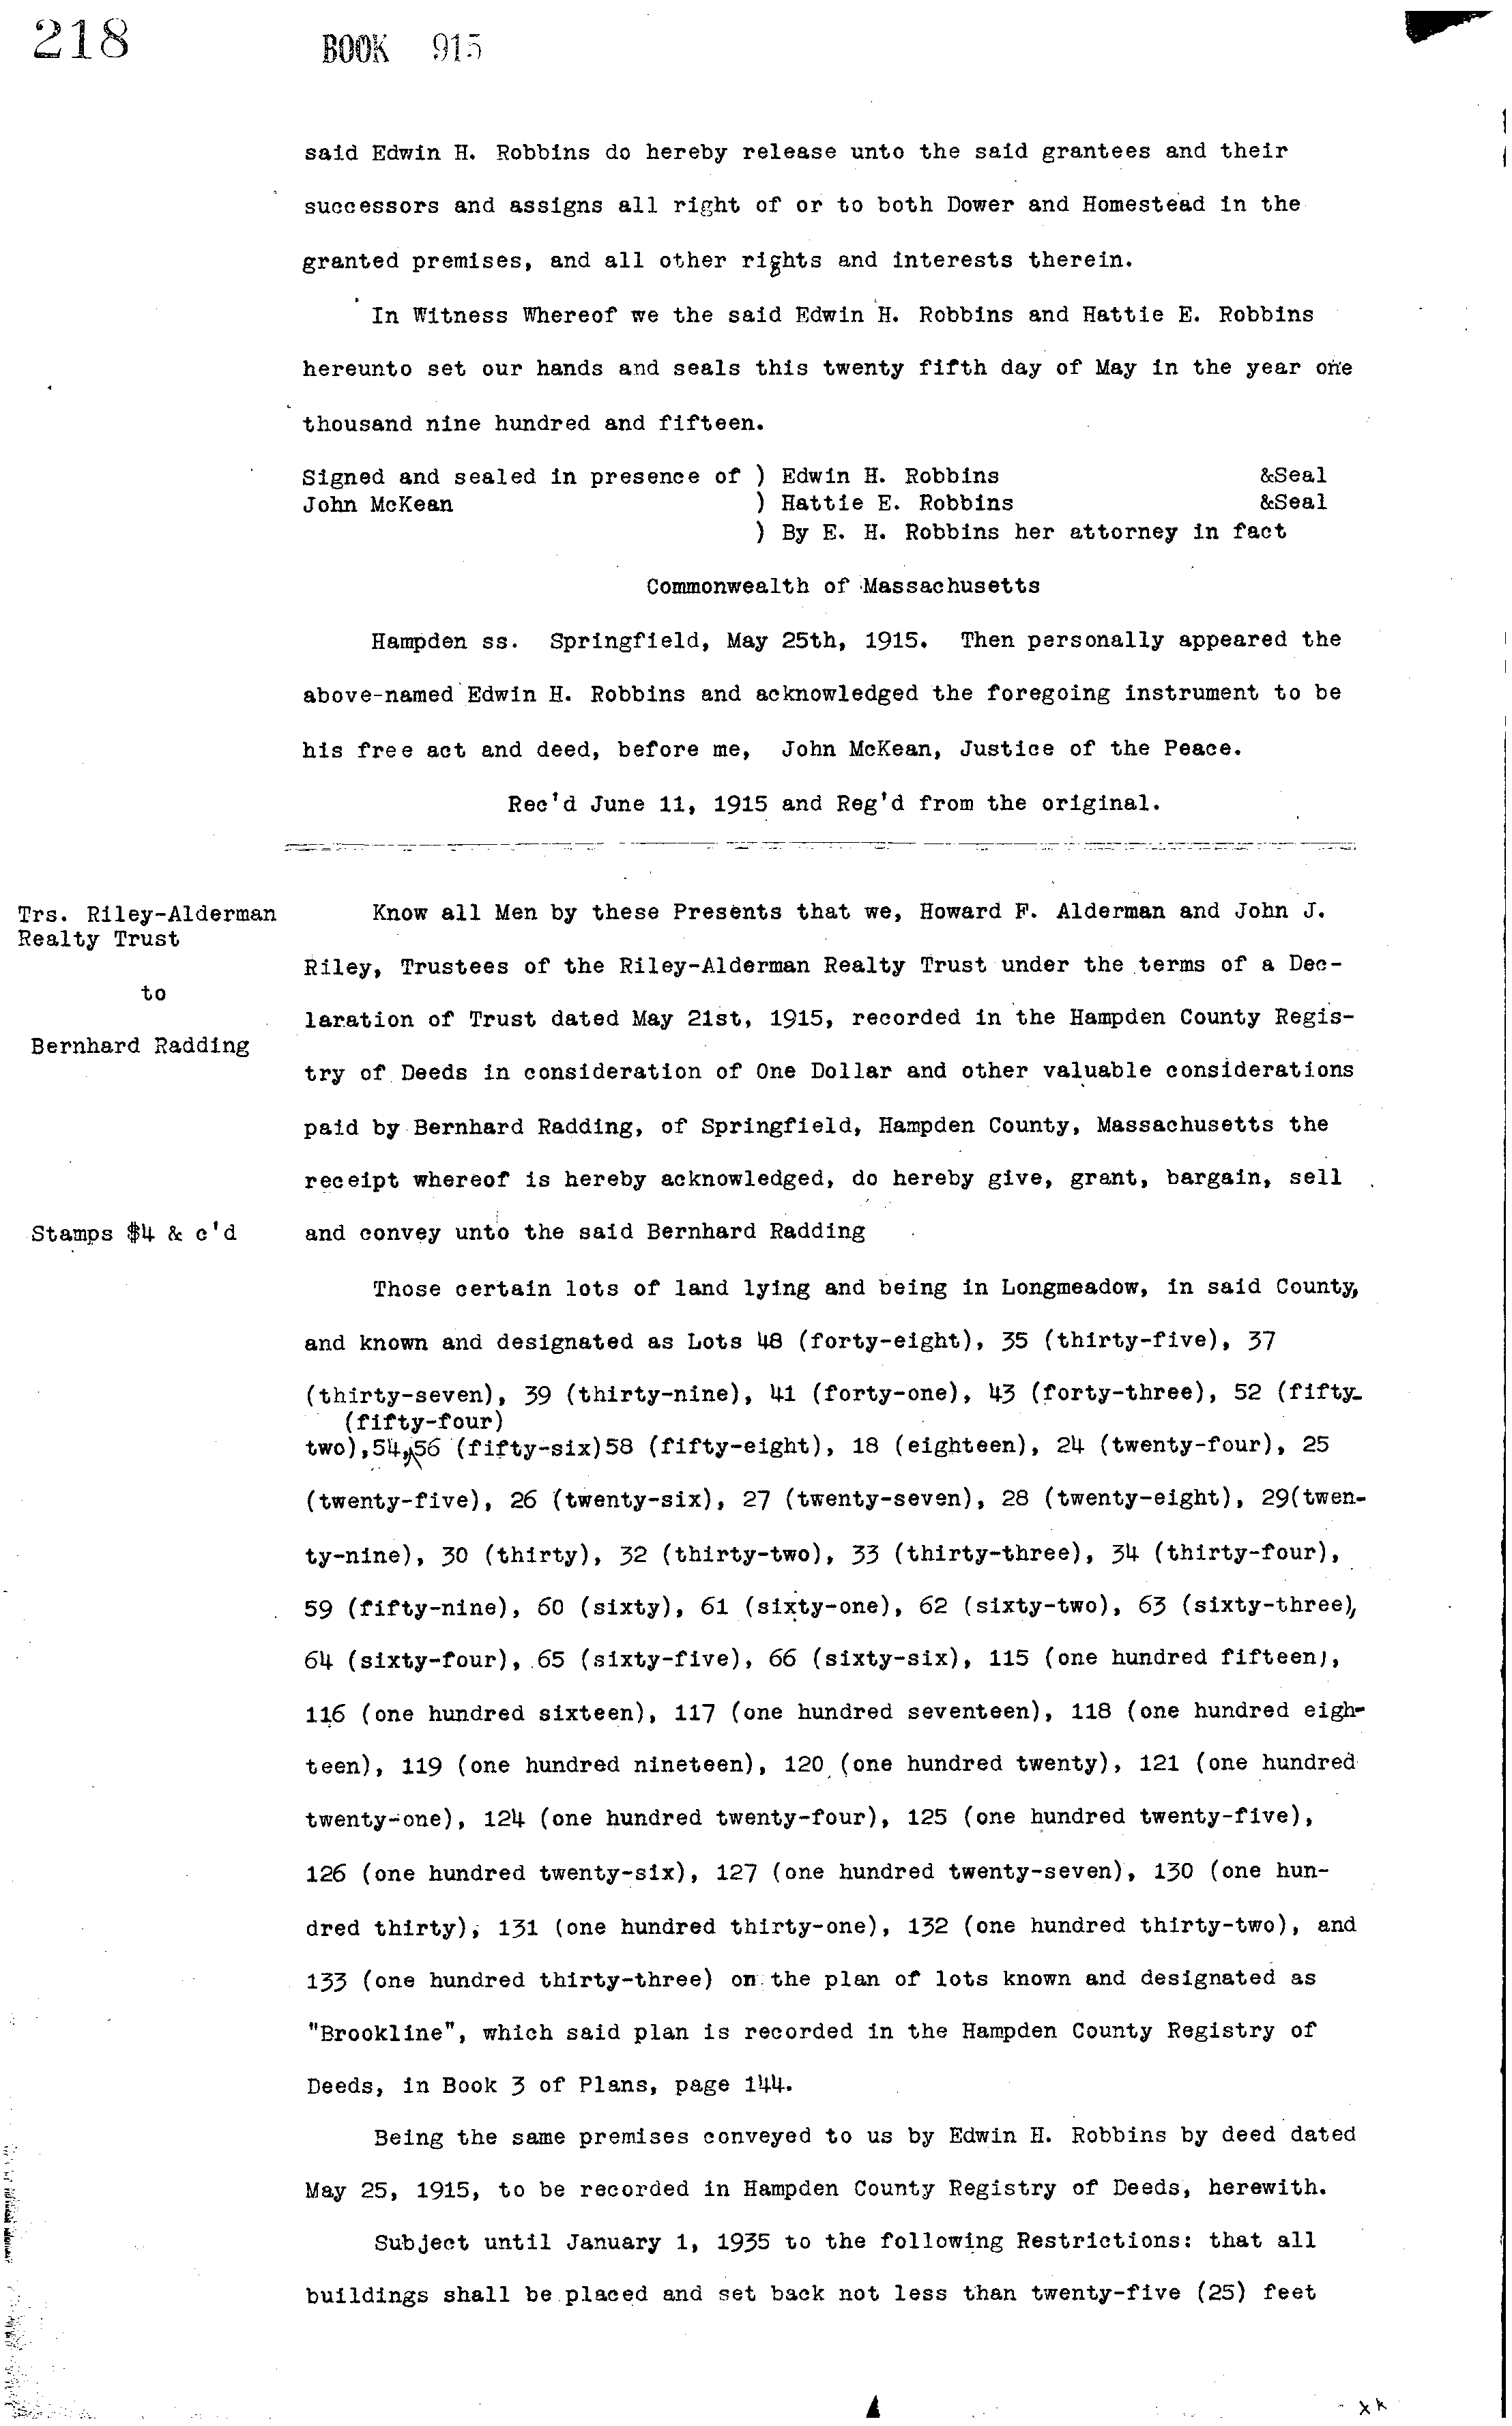 218
BOOK 915
said Edwin H. Robbins do hereby release unto the said grantees and their
successors and assigns all right of or to both Dower and Homestead in the
granted premises, and all other rights and interests therein.
In Witness Whereof we the said Edwin H. Robbins and Hattie E. Robbins
hereunto set our hands and seals this twenty fifth day of May in the year one
thousand nine hundred and fifteen.
Signed and sealed in presence of ) Edwin H. Robbins &Seal
John McKean ) Hattie E. Robbins &Seal
) By E. H. Robbins her attorney in fact
Commonwealth of Massachusetts
Hampden ss. Springfield, May 25th, 1915. Then personally appeared the
above-named Edwin H. Robbins and acknowledged the foregoing instrument to be
his free act and deed, before me, John McKean, Justice of the Peace.
Rec'd June 11, 1915 and Reg'd from the original.
Trs. Riley-Alderman
Realty Trust
to
Bernhard Radding
Stamps $4 & c'd
Know all Men by these Presents that we, Howard F. Alderman and John J.
Riley, Trustees of the Riley-Alderman Realty Trust under the terms of a Dec-
laration of Trust dated May 21st, 1915, recorded in the Hampden County Regis-
try of Deeds in consideration of One Dollar and other valuable considerations
paid by Bernhard Radding, of Springfield, Hampden County, Massachusetts the
receipt whereof is hereby acknowledged, do hereby give, grant, bargain, sell
and convey unto the said Bernhard Radding
Those certain lots of land lying and being in Longmeadow, in said County,
and known and designated as Lots 48 (forty-eight), 35 (thirty-five), 37
(thirty-seven), 39 (thirty-nine), 41 (forty-one), 43 (forty-three), 52 (fifty-
(fifty-four)
two),54,56 (fifty-six)58 (fifty-eight), 18 (eighteen), 24 (twenty-four), 25
(twenty-five), 26 (twenty-six), 27 (twenty-seven), 28 (twenty-eight), 29(twen-
ty-nine), 30 (thirty), 32 (thirty-two), 33 (thirty-three), 34 (thirty-four),
59 (fifty-nine), 60 (sixty), 61 (sixty-one), 62 (sixty-two), 63 (sixty-three),
64 (sixty-four), 65 (sixty-five), 66 (sixty-six), 115 (one hundred fifteen),
116 (one hundred sixteen), 117 (one hundred seventeen), 118 (one hundred eigh-
teen), 119 (one hundred nineteen), 120 (one hundred twenty), 121 (one hundred
twenty-one), 124 (one hundred twenty-four), 125 (one hundred twenty-five),
126 (one hundred twenty-six), 127 (one hundred twenty-seven), 130 (one hun-
dred thirty), 131 (one hundred thirty-one), 132 (one hundred thirty-two), and
133 (one hundred thirty-three) on the plan of lots known and designated as
"Brookline", which said plan is recorded in the Hampden County Registry of
Deeds, in Book 3 of Plans, page 144.
Being the same premises conveyed to us by Edwin H. Robbins by deed dated
May 25, 1915, to be recorded in Hampden County Registry of Deeds, herewith.
Subject until January 1, 1935 to the following Restrictions: that all
buildings shall be placed and set back not less than twenty-five (25) feet